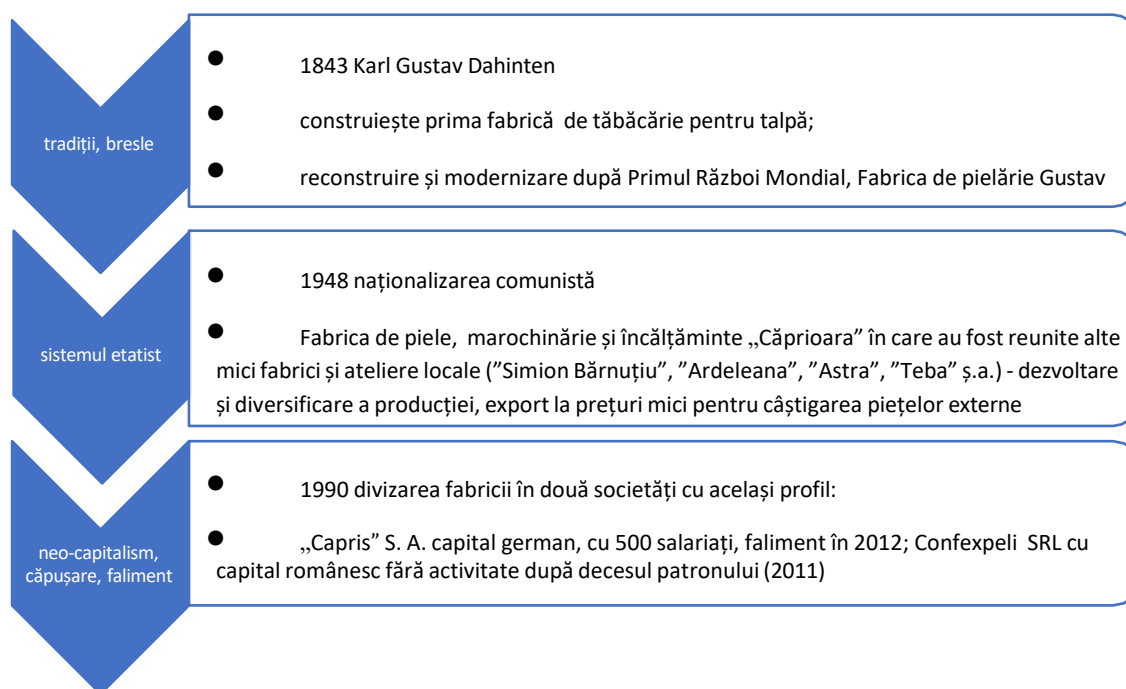 tradiții, bresle
● 1843 Karl Gustav Dahinten
● construiește prima fabrică de tăbăcărie pentru talpă;
● reconstruire și modernizare după Primul Război Mondial, Fabrica de pielărie Gustav
sistemul etatist
● 1948 naționalizarea comunistă
● Fabrica de piele, marochinărie și încălțăminte „Căprioara” în care au fost reunite alte
mici fabrici și ateliere locale (”Simion Bărnuțiu”, ”Ardeleana”, ”Astra”, ”Teba” ș.a.) - dezvoltare
și diversificare a producției, export la prețuri mici pentru câștigarea piețelor externe
neo-capitalism,
căpușare, faliment
● 1990 divizarea fabricii în două societăți cu același profil:
● „Capris” S. A. capital german, cu 500 salariați, faliment în 2012; Confexpeli SRL cu
capital românesc fără activitate după decesul patronului (2011)